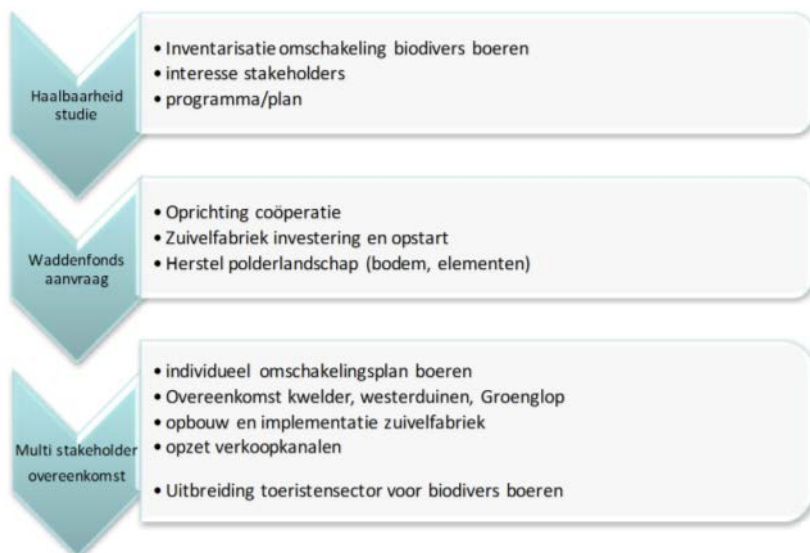 Haalbaarheid
studie
• Inventarisatie omschakeling biodivers boeren
• interesse stakeholders
• programma/plan
Waddenfonds
aanvraag
• Oprichting coöperatie
• Zuivelfabriek investering en opstart
• Herstel polderlandschap (bodem, elementen)
Multi stakeholder
overeenkomst
• individueel omschakelingsplan boeren
• Overeenkomst kwelder, westerduinen, Groenglop
• opbouw en implementatie zuivelfabriek
• opzet verkoopkanalen
• Uitbreiding toeristensector voor biodivers boeren